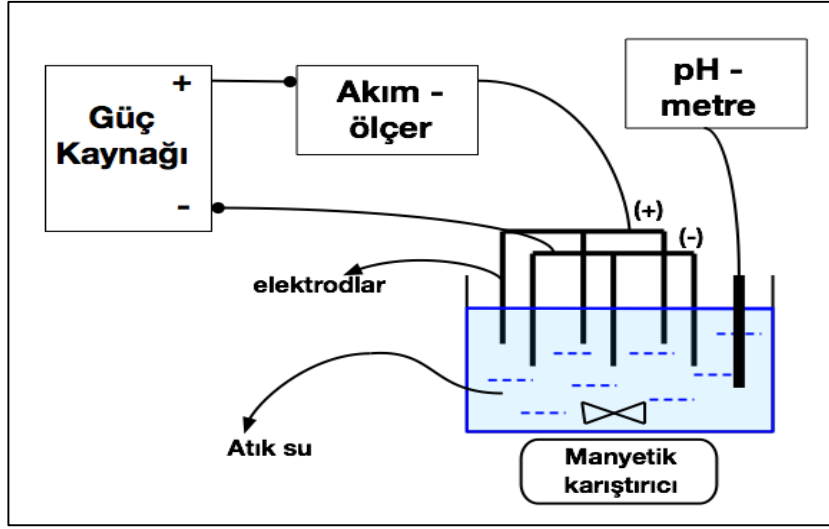 +
Güç
Kaynağı
-
Akım -
ölçer
pH -
metre
(+)
(-)
elektrodlar
Atık su
Manyetik
karıştırıcı